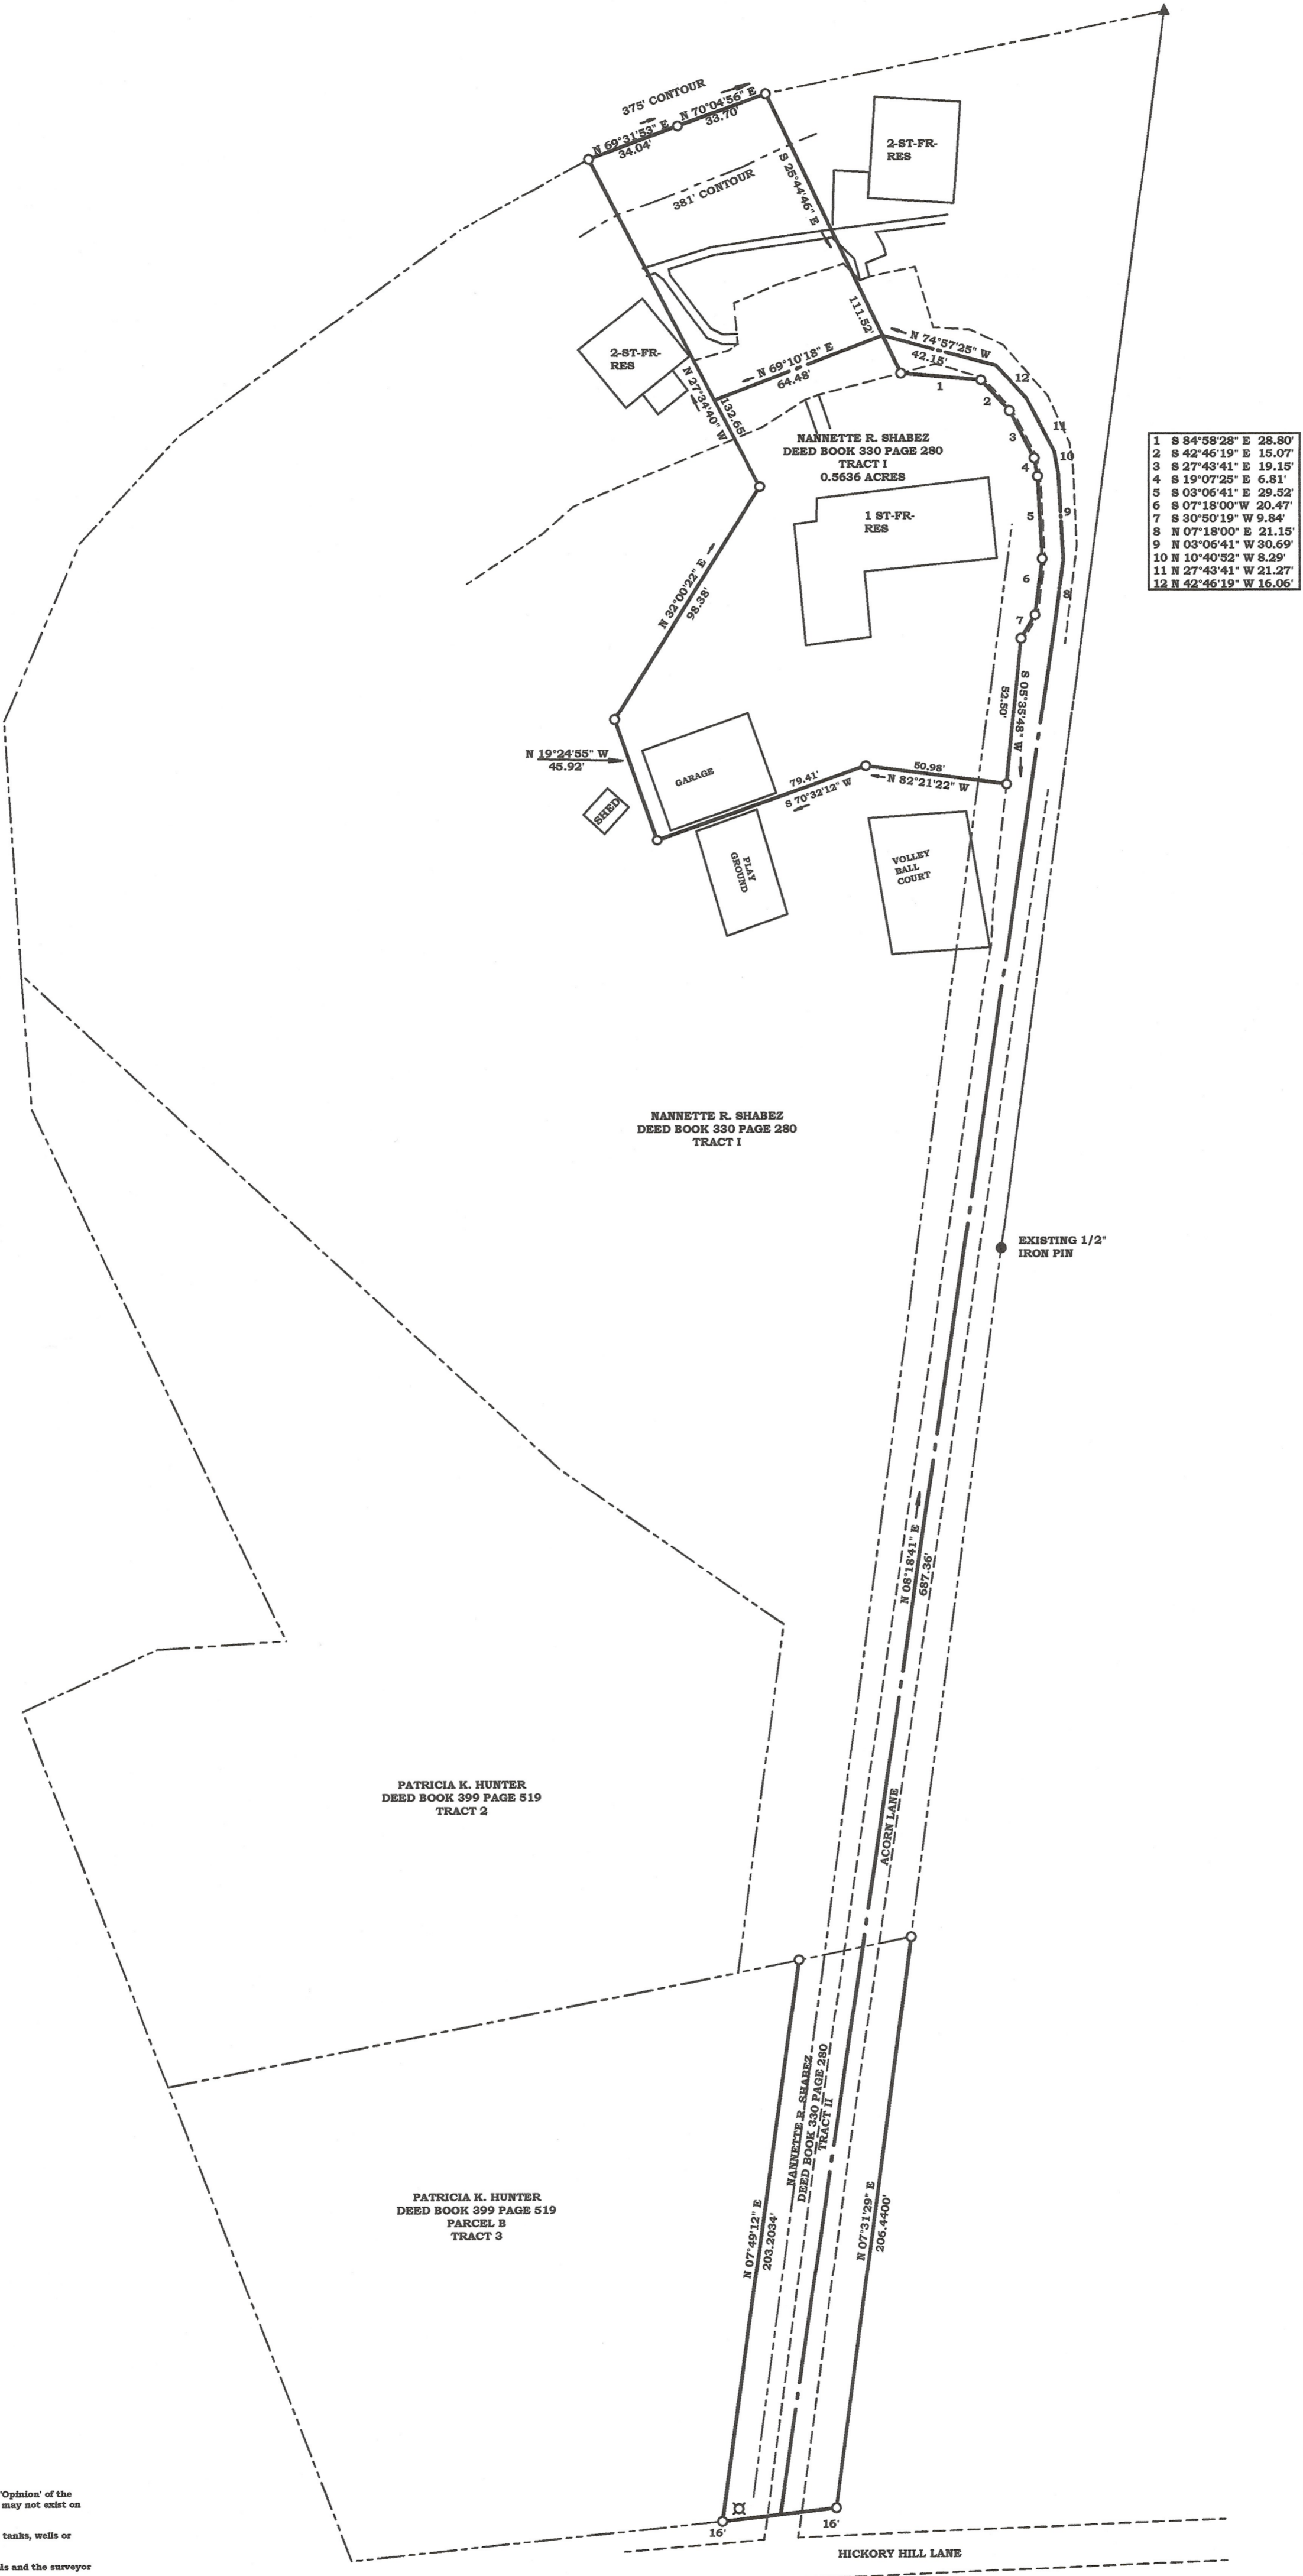 375' CONTOUR
N 69°31'53" E
34.04'
N 70°04'56" E
33.70'
381' CONTOUR
S 25°44'46" E
111.52'
2-ST-FR-
RES
2-ST-FR-
RES
N 27°34'40" W
132.65'
N 69°10'18" E
64.48'
N 74°57'25" W
42.15'
1
2
3
4
5
6
7
8
9
10
11
12
NANNETTE R. SHABEZ
DEED BOOK 330 PAGE 280
TRACT I
0.5636 ACRES
1 ST-FR-
RES
1 S 84°58'28" E 28.80'
2 S 42°46'19" E 15.07'
3 S 27°43'41" E 19.15'
4 S 19°07'25" E 6.81'
5 S 03°06'41" E 29.52'
6 S 07°18'00"W 20.47'
7 S 30°50'19" W 9.84'
8 N 07°18'00" E 21.15'
9 N 03°06'41" W 30.69'
10 N 10°40'52" W 8.29'
11 N 27°43'41" W 21.27'
12 N 42°46'19" W 16.06'
N 32°00'22" E
98.38'
S 05°35'48" W
52.50'
N 19°24'55" W
45.92'
GARAGE
SHED
79.41'
S 70°32'12" W
50.98'
N 82°21'22" W
PLAY
GROUND
VOLLEY
BALL
COURT
NANNETTE R. SHABEZ
DEED BOOK 330 PAGE 280
TRACT I
EXISTING 1/2"
IRON PIN
N 08°18'41" E
687.36'
PATRICIA K. HUNTER
DEED BOOK 399 PAGE 519
TRACT 2
ACORN LANE
NANNETTE R. SHABEZ
DEED BOOK 330 PAGE 280
TRACT II
PATRICIA K. HUNTER
DEED BOOK 399 PAGE 519
PARCEL B
TRACT 3
N 07°49'12" E
203.2034'
N 07°31'29" E
206.4400'
16'
16'
HICKORY HILL LANE
'Opinion' of the
may not exist on
tanks, wells or
ls and the surveyor